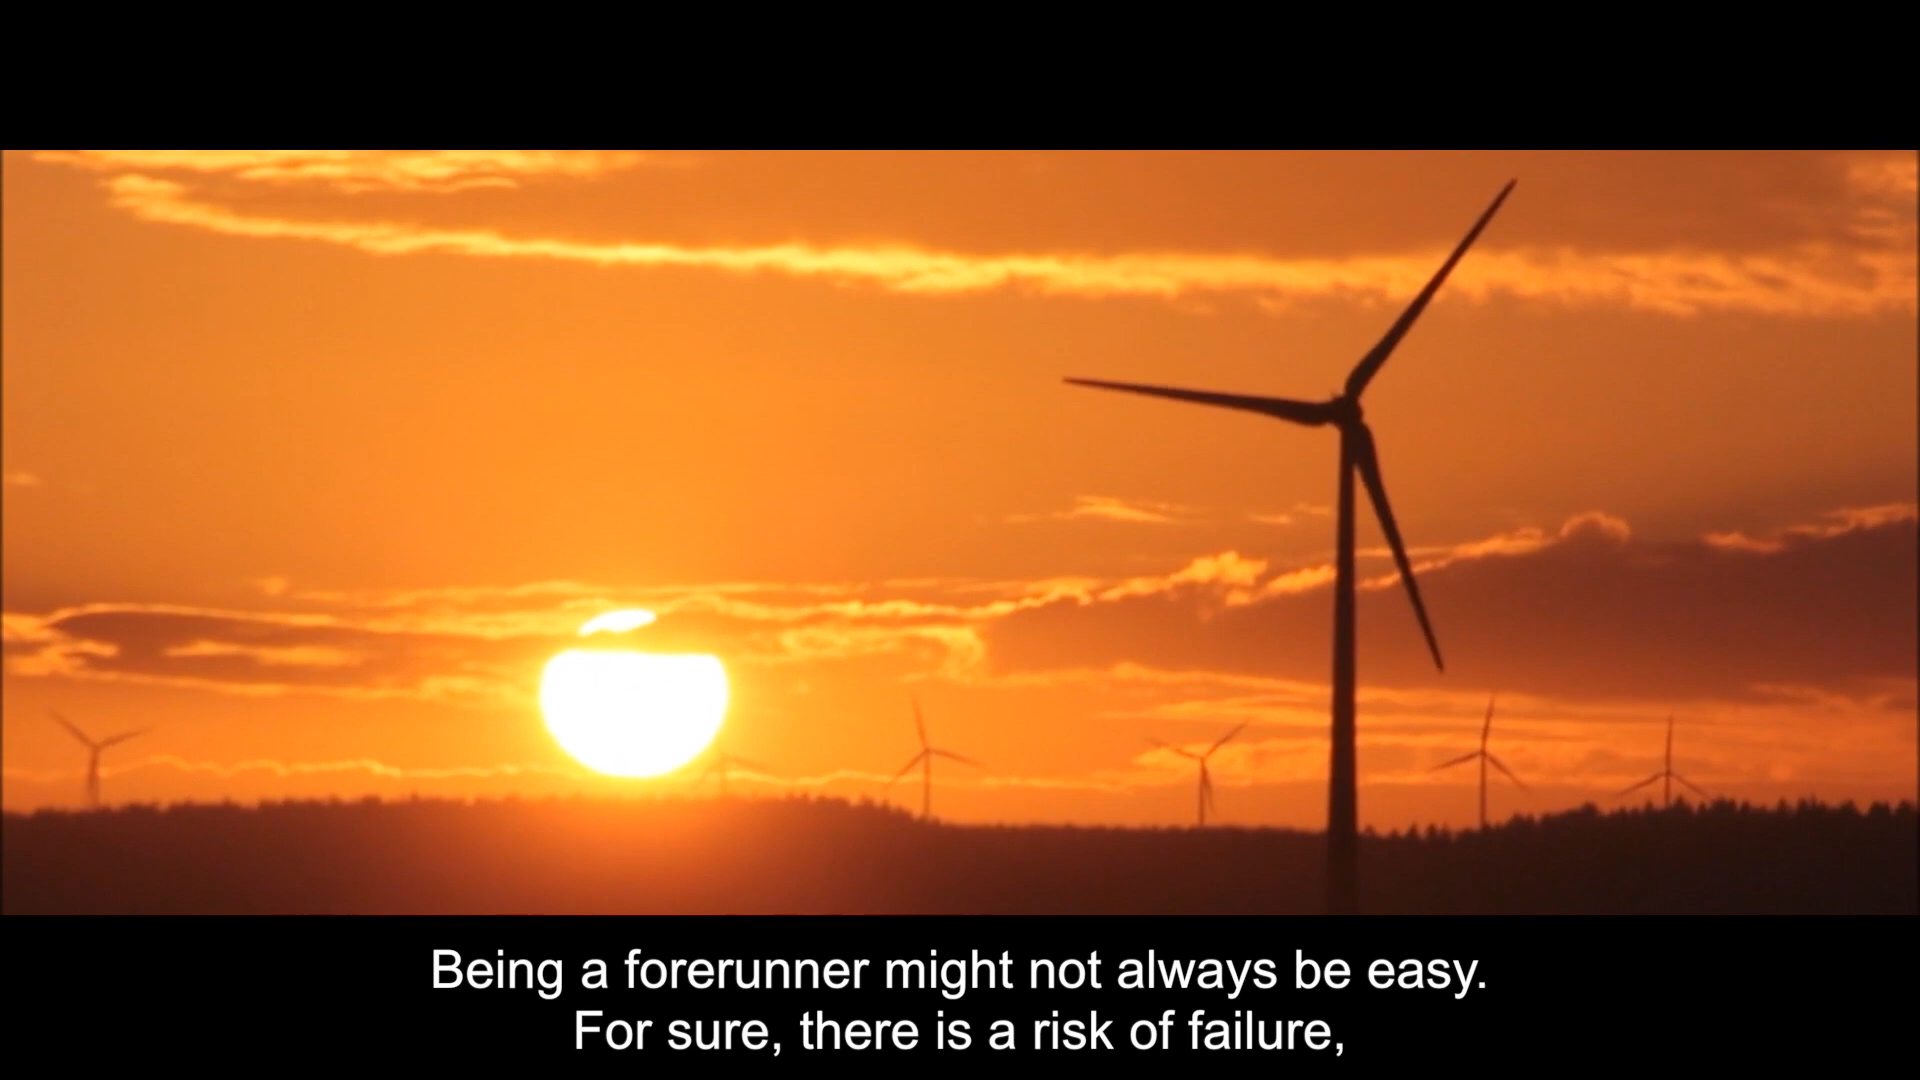 Being a forerunner might not always be easy.
For sure, there is a risk of failure,